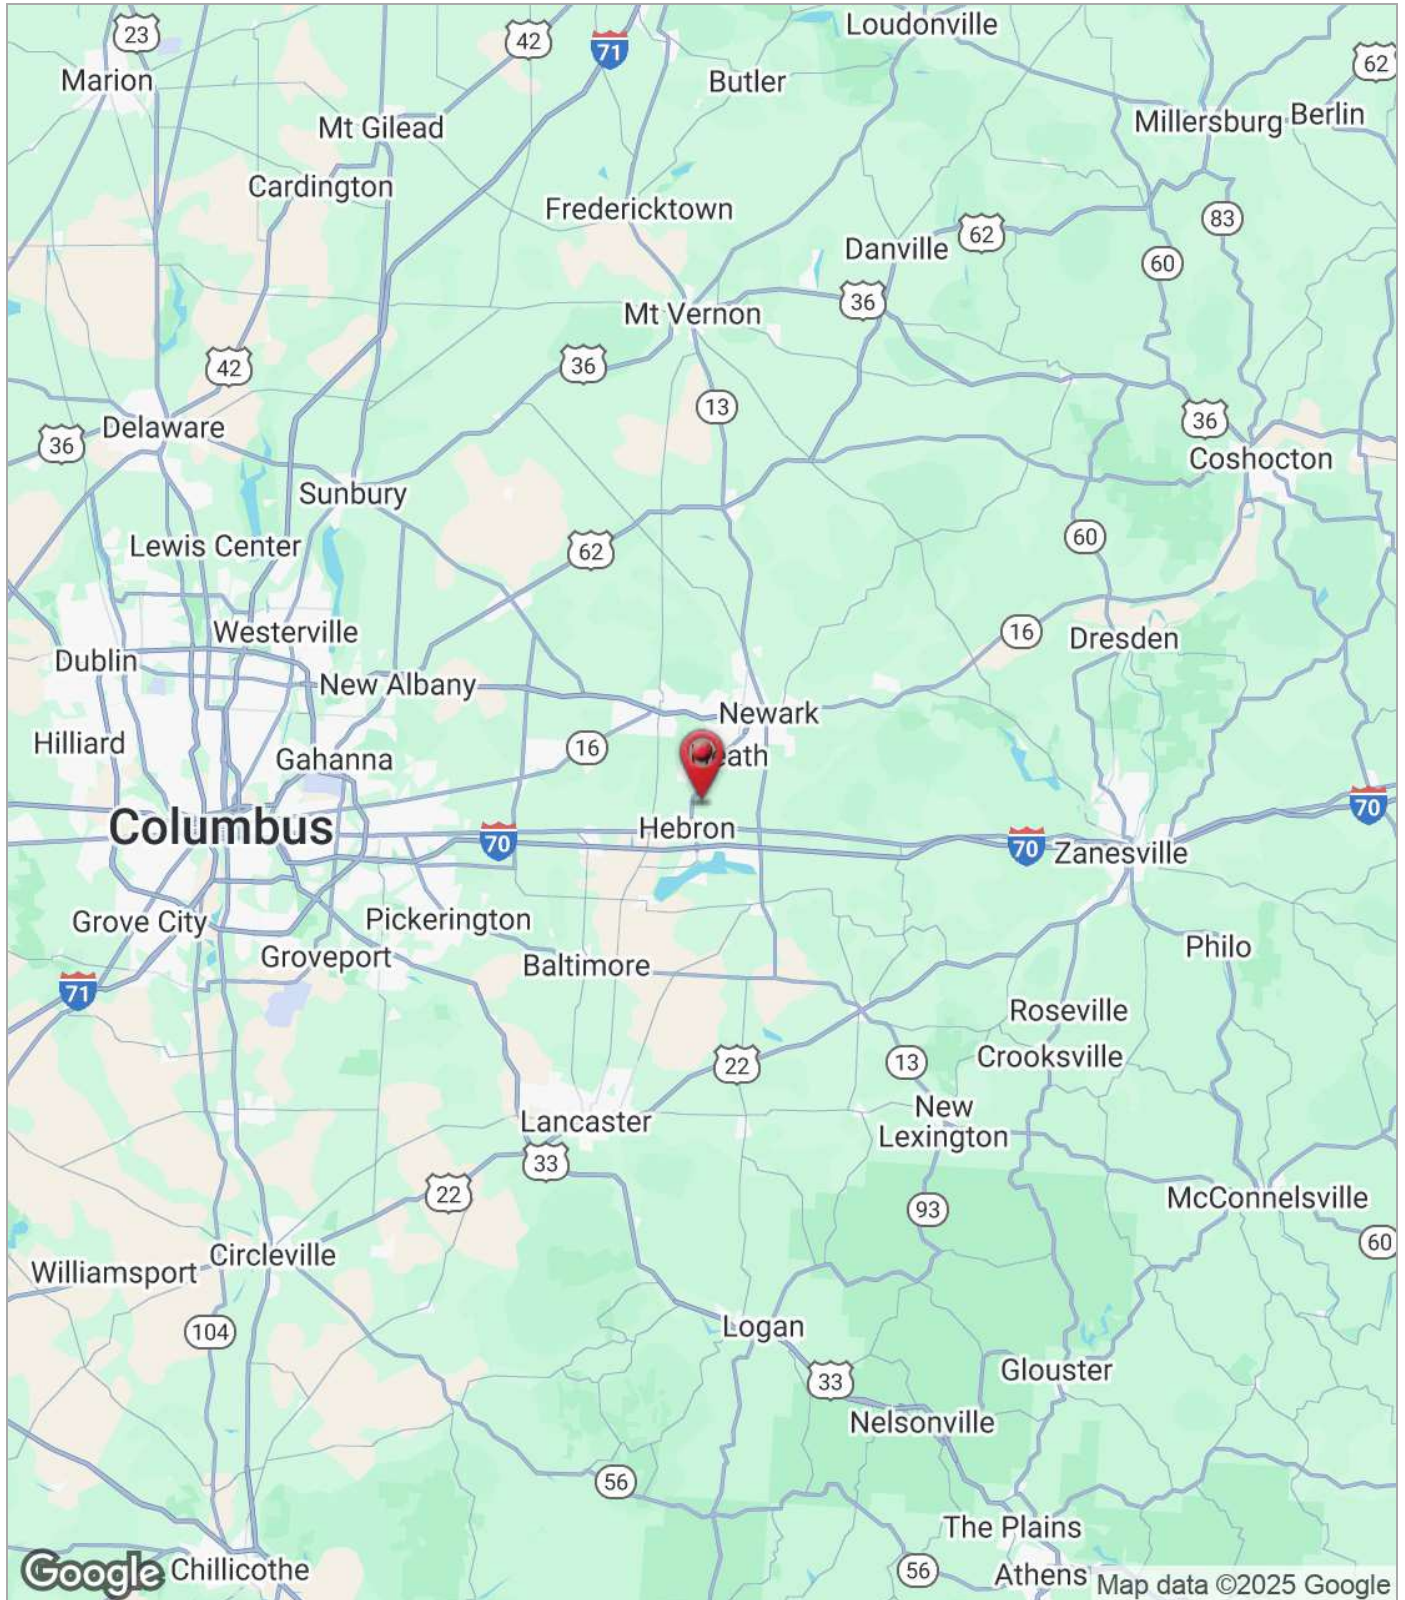 Loudonville
23
42
71
62
Marion
Butler
Millersburg
Berlin
Mt Gilead
Cardington
Fredericktown
83
Danville
62
60
36
Mt Vernon
42
36
13
Delaware
36
36
Coshocton
Sunbury
Lewis Center
62
60
Westerville
16
Dresden
Dublin
New Albany
Newark
Hilliard
16
Gahanna
eath
70
Columbus
Hebron
70
70
Zanesville
Grove City
Pickerington
Philo
Groveport
Baltimore
71
Roseville
22
13
Crooksville
New
Lexington
Lancaster
33
22
93
McConnelsville
60
Circleville
Williamsport
104
Logan
Glouster
33
Nelsonville
56
The Plains
Google
Chillicothe
56
Athens
Map data ©2025 Google